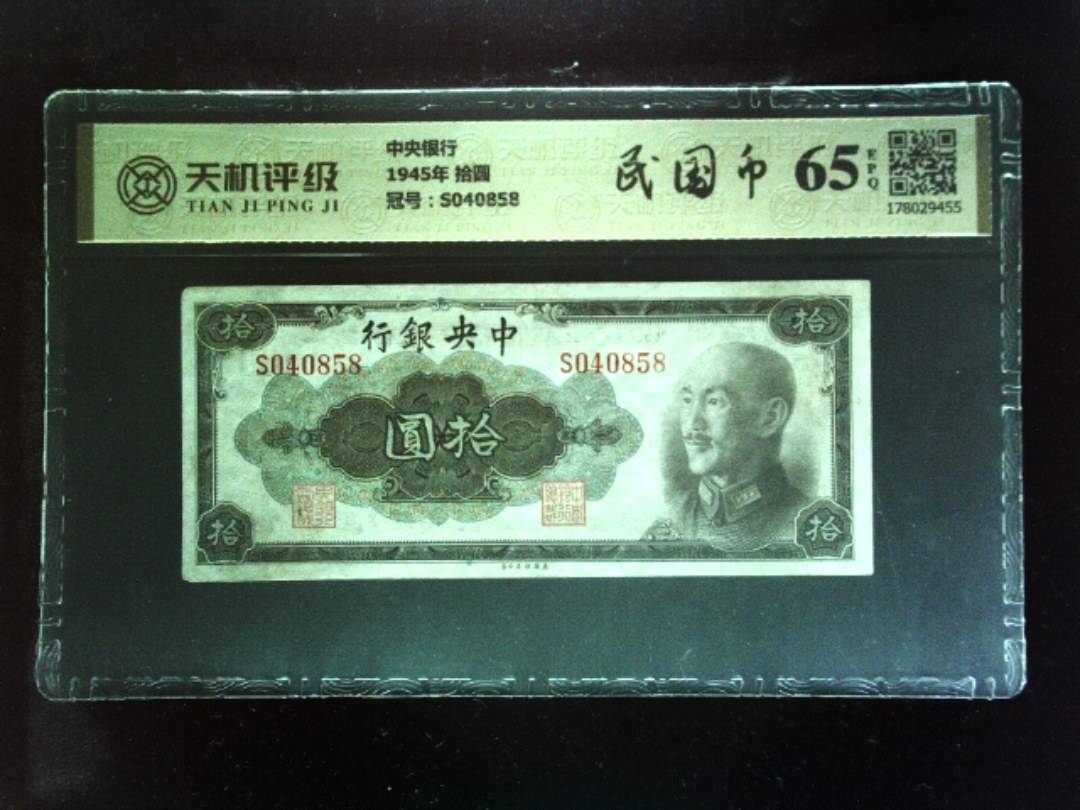 天机评级
TIAN JI PING JI
中央银行
1945年 拾圆
冠号：S040858
民国币
65
EPQ
178029455
拾
拾
行銀央中
S040858
S040858
圓拾
拾
拾